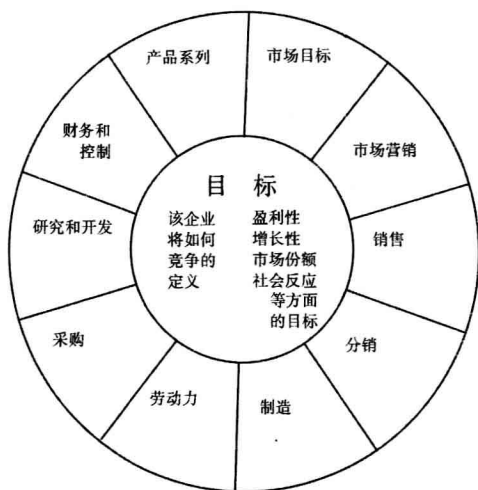 产品系列
市场目标
市场营销
销售
分销
制造
劳动力
采购
研究和开发
财务和
控制
目 标
该企业
将如何
竞争的
定义
盈利性
增长性
市场份额
社会反应
等方面
的目标